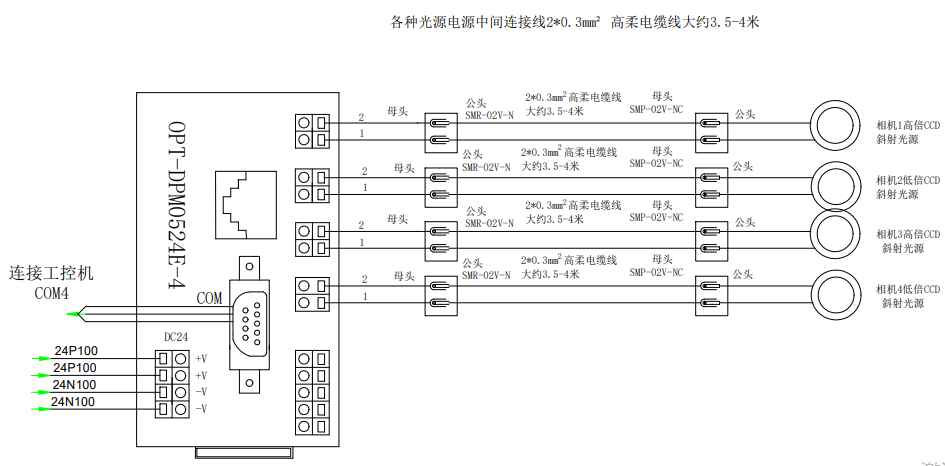 各种光源电源中间连接线2*0.3mm² 高柔电缆线大约3.5-4米
OPT-DPM0524E-4
2
母头
公头
SMR-02V-N
2*0.3mm²高柔电缆线
大约3.5-4米
母头
SMP-02V-NC
公头
1
相机1高倍CCD
斜射光源
2
母头
公头
SMR-02V-N
2*0.3mm²高柔电缆线
大约3.5-4米
母头
SMP-02V-NC
公头
1
相机2低倍CCD
斜射光源
2
母头
公头
SMR-02V-N
2*0.3mm²高柔电缆线
大约3.5-4米
母头
SMP-02V-NC
公头
1
相机3高倍CCD
斜射光源
2
母头
公头
SMR-02V-N
2*0.3mm²高柔电缆线
大约3.5-4米
母头
SMP-02V-NC
公头
1
相机4低倍CCD
斜射光源
连接工控机
COM4
COM
DC24
24P100
+V
24P100
+V
24N100
-V
24N100
-V